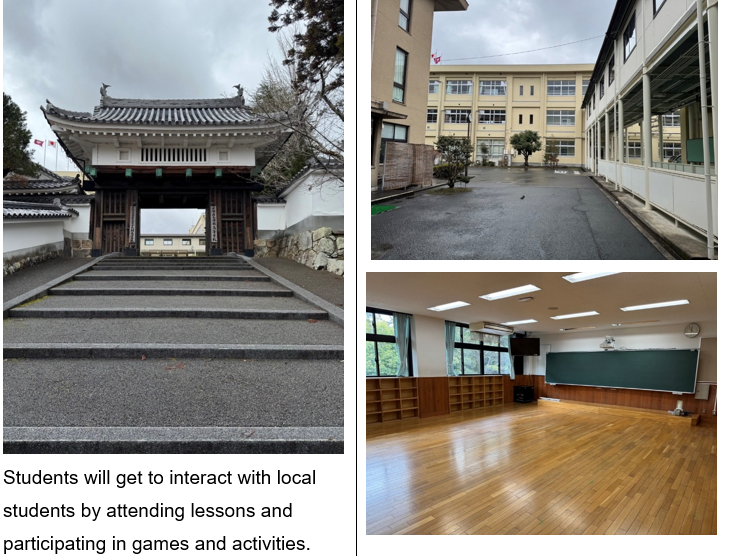 Students will get to interact with local
students by attending lessons and
participating in games and activities.